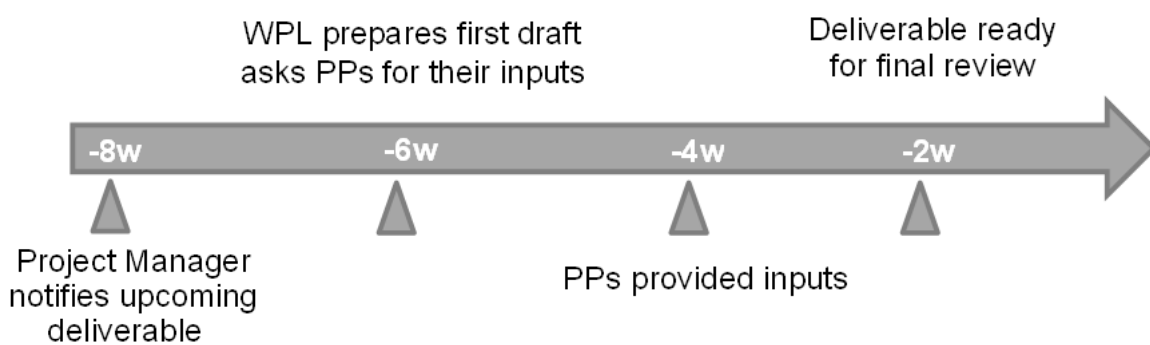 WPL prepares first draft
asks PPs for their inputs
Deliverable ready
for final review
-8w
-6w
-4w
-2w
Project Manager
notifies upcoming
deliverable
PPs provided inputs